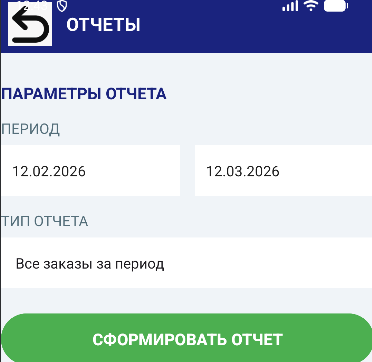 ОТЧЕТЫ
ПАРАМЕТРЫ ОТЧЕТА
ПЕРИОД
12.02.2026 12.03.2026
ТИП ОТЧЕТА
Все заказы за период
СФОРМИРОВАТЬ ОТЧЕТ